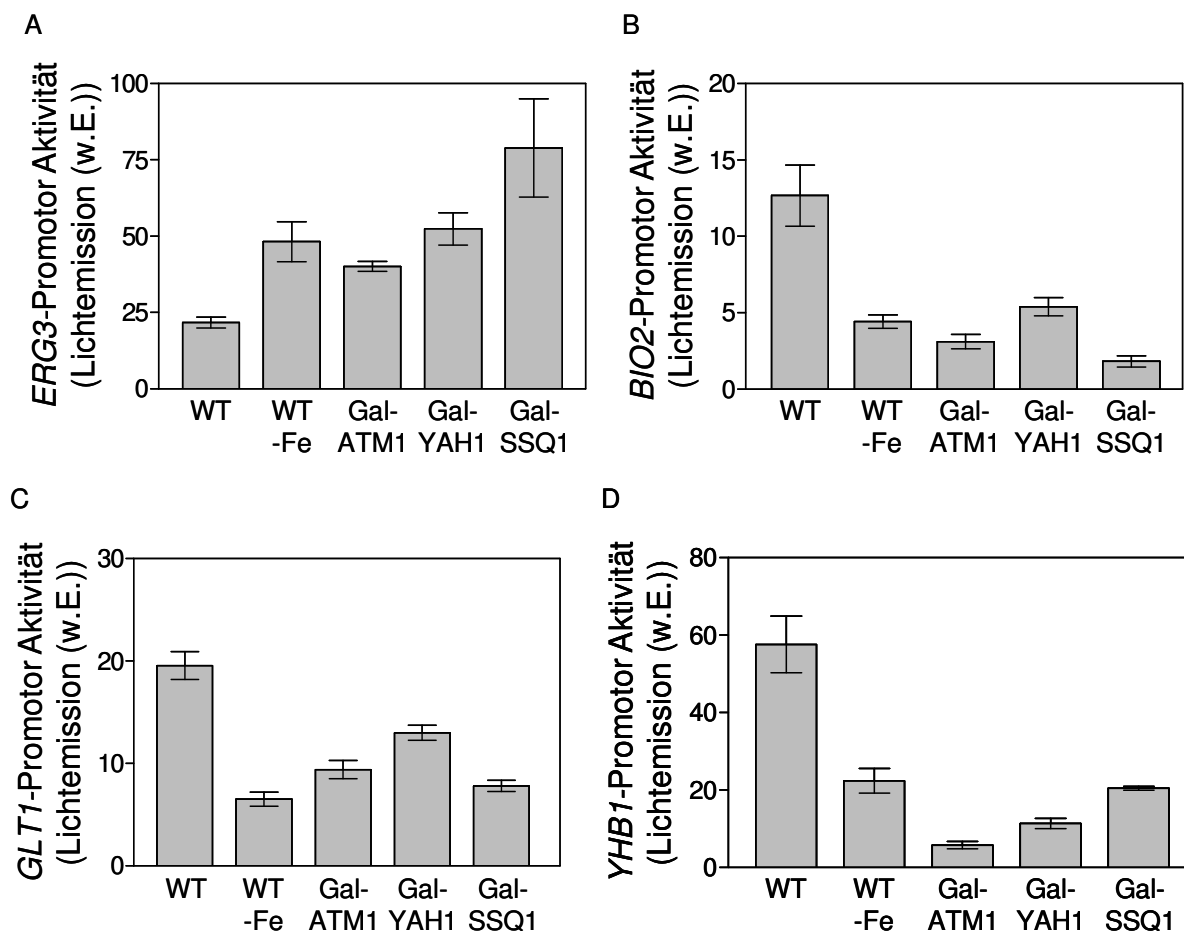 A
ERG3-Promotor Aktivität
(Lichtemission (w.E.))
100
75
50
25
0
WT
WT
-Fe
Gal-
ATM1
Gal-
YAH1
Gal-
SSQ1
B
BIO2-Promotor Aktivität
(Lichtemission (w.E.))
20
15
10
5
0
WT
WT
-Fe
Gal-
ATM1
Gal-
YAH1
Gal-
SSQ1
C
GLT1-Promotor Aktivität
(Lichtemission (w.E.))
30
20
10
0
WT
WT
-Fe
Gal-
ATM1
Gal-
YAH1
Gal-
SSQ1
D
YHB1-Promotor Aktivität
(Lichtemission (w.E.))
80
60
40
20
0
WT
WT
-Fe
Gal-
ATM1
Gal-
YAH1
Gal-
SSQ1